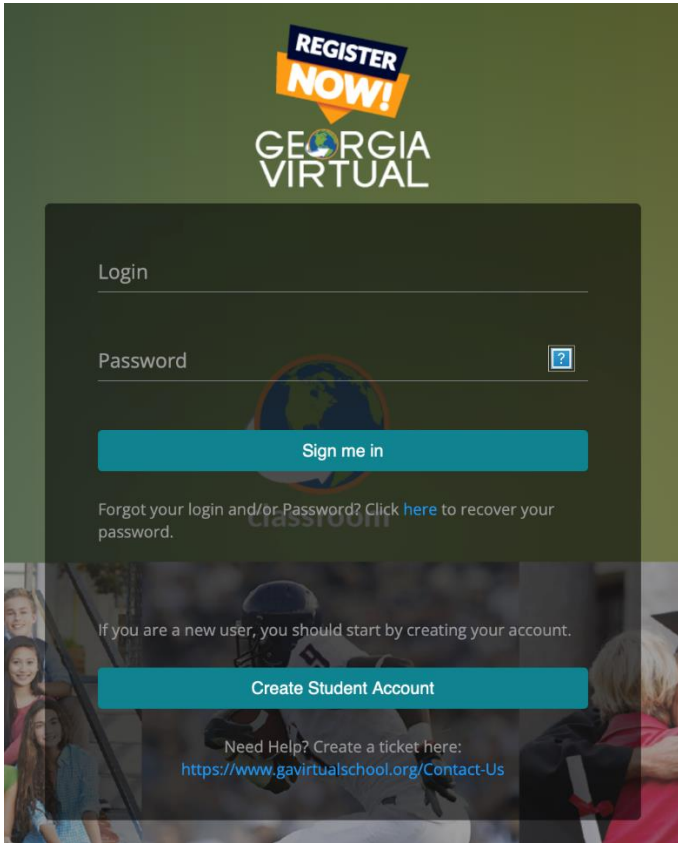 REGISTER
NOW!
GEORGIA
VIRTUAL
Login
Password
?
Sign me in
Forgot your login and/or Password? Click here to recover your
password.
classroom
If you are a new user, you should start by creating your account.
9
Create Student Account
Need Help? Create a ticket here:
https://www.gavirtualschool.org/Contact-Us